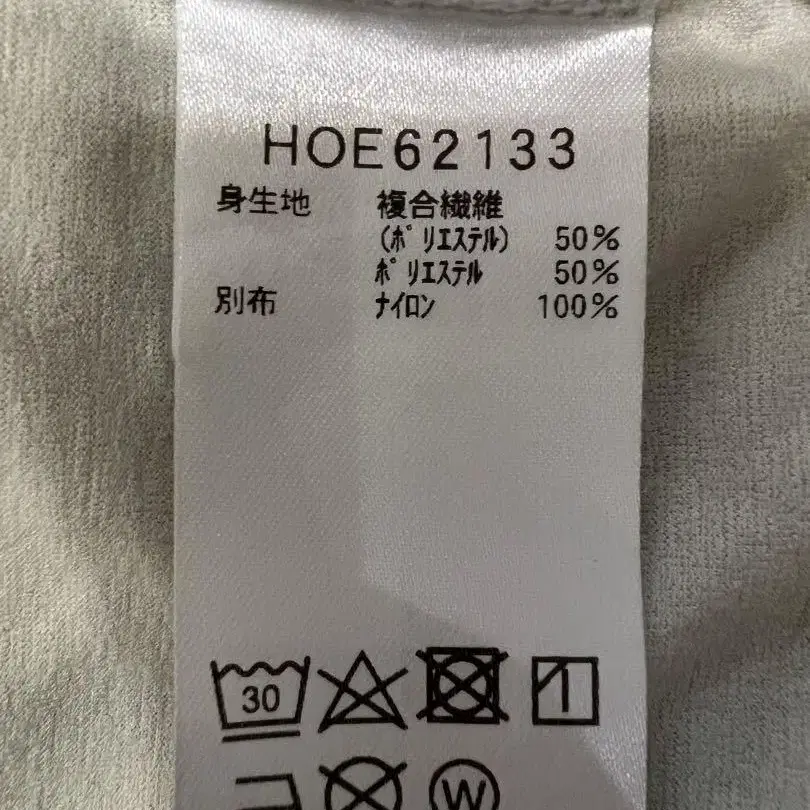 HOE62133
身生地 複合繊維
(ﾎﾟﾘｴｽﾃﾙ) 50%
ﾎﾟﾘｴｽﾃﾙ 50%
別布 ﾅｲﾛﾝ 100%
30
W